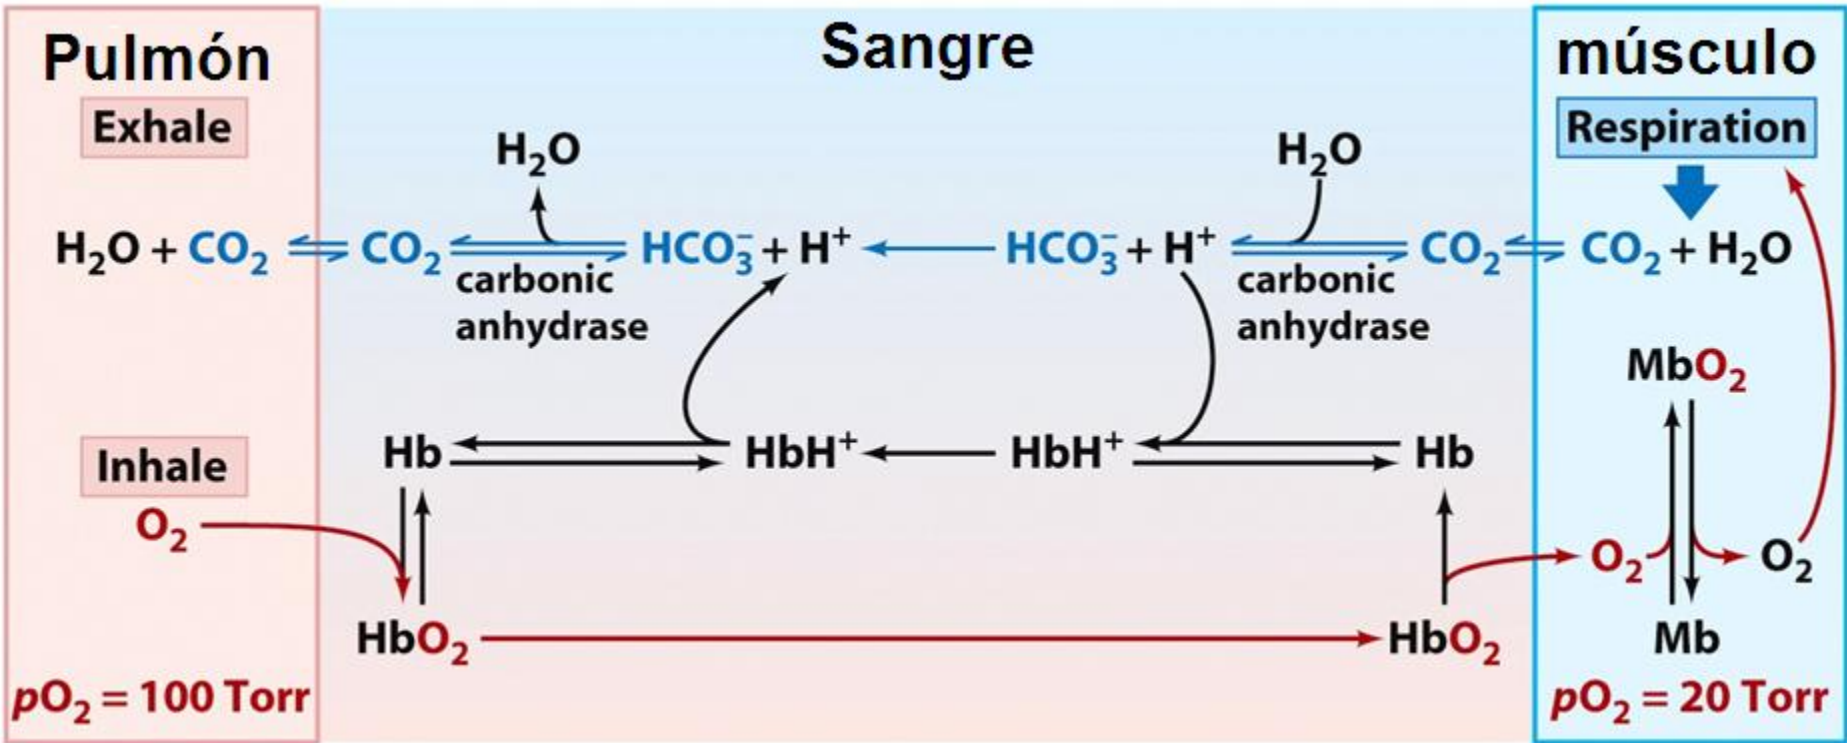 Pulmón
Sangre
músculo
Exhale
Respiration
H₂O
H₂O
H₂O + CO₂ ⇌ CO₂ ⇌ HCO₃⁻ + H⁺ ← HCO₃⁻ + H⁺ ⇌ CO₂ ⇌ CO₂ + H₂O
carbonic
anhydrase
carbonic
anhydrase
MbO₂
Inhale
Hb ⇌ HbH⁺ ← HbH⁺ ⇌ Hb
O₂
O₂
O₂
HbO₂ → HbO₂
Mb
pO₂ = 100 Torr
pO₂ = 20 Torr